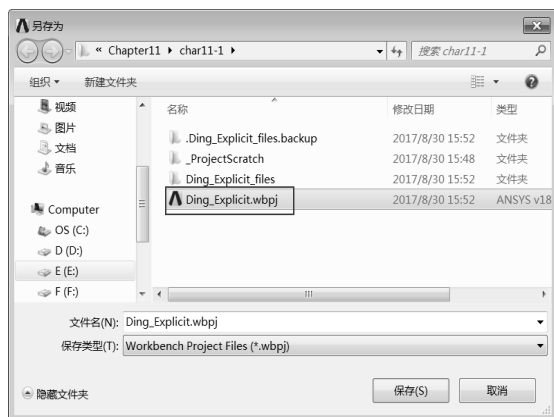 另存为
« Chapter11 ▸ char11-1 ▸
搜索 char11-1
组织 ▾ 新建文件夹
视频
图片
文档
音乐
Computer
OS (C:)
D (D:)
E (E:)
F (F:)
名称 修改日期 类型
.Ding_Explicit_files.backup 2017/8/30 15:52 文件夹
_ProjectScratch 2017/8/30 15:48 文件夹
Ding_Explicit_files 2017/8/30 15:52 文件夹
Ding_Explicit.wbpj 2017/8/30 15:52 ANSYS v18
文件名(N): Ding_Explicit.wbpj
保存类型(T): Workbench Project Files (*.wbpj)
隐藏文件夹
保存(S) 取消